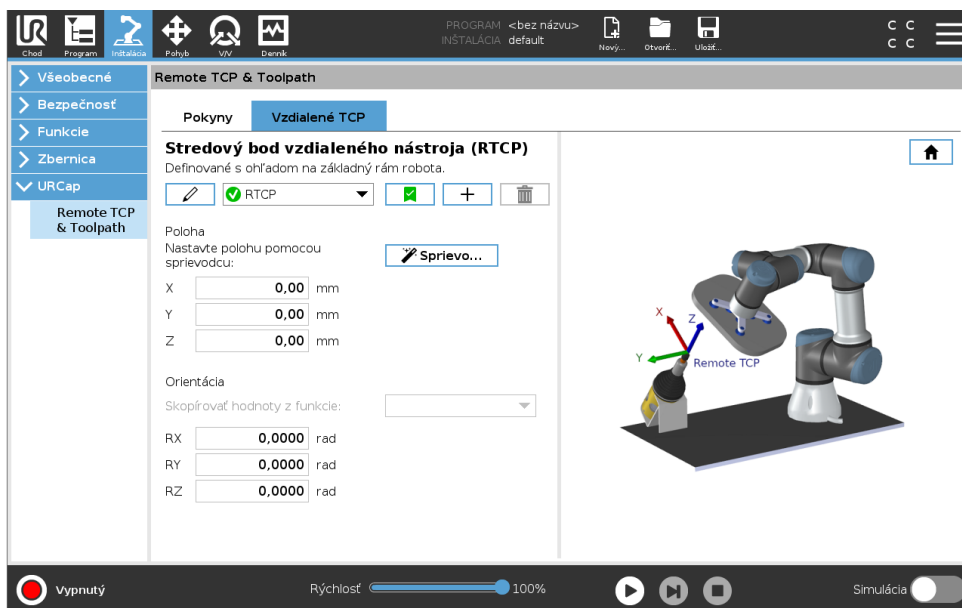 PROGRAM <bez názvu>
INŠTALÁCIA default
Chod Program Inštalácia Pohyb V/V Denník Nový... Otvoriť... Uložiť...
C C
C C
Všeobecné
Bezpečnosť
Funkcie
Zbernica
URCap
Remote TCP
& Toolpath
Remote TCP & Toolpath
Pokyny Vzdialené TCP
Stredový bod vzdialeného nástroja (RTCP)
Definované s ohľadom na základný rám robota.
RTCP
Poloha
Nastavte polohu pomocou
sprievodcu:
Sprievo...
X 0,00 mm
Y 0,00 mm
Z 0,00 mm
Orientácia
Skopírovať hodnoty z funkcie:
RX 0,0000 rad
RY 0,0000 rad
RZ 0,0000 rad
X
Z
Y
Remote TCP
Vypnutý
Rýchlosť 100%
Simulácia